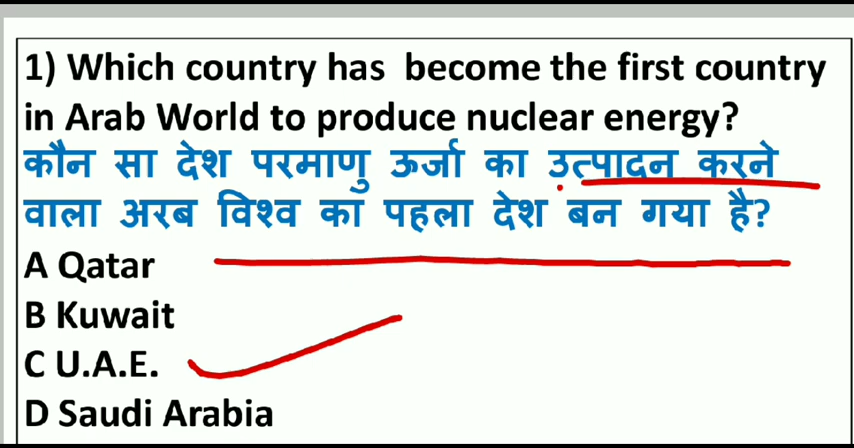 1) Which country has become the first country
in Arab World to produce nuclear energy?
कौन सा देश परमाणु ऊर्जा का उत्पादन करने
वाला अरब विश्व का पहला देश बन गया है?
A Qatar
B Kuwait
C U.A.E.
D Saudi Arabia